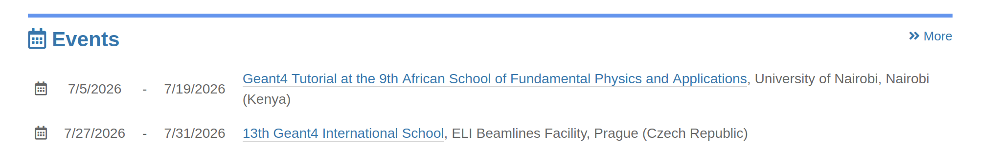 Events
More
7/5/2026 - 7/19/2026 Geant4 Tutorial at the 9th African School of Fundamental Physics and Applications, University of Nairobi, Nairobi
(Kenya)
7/27/2026 - 7/31/2026 13th Geant4 International School, ELI Beamlines Facility, Prague (Czech Republic)